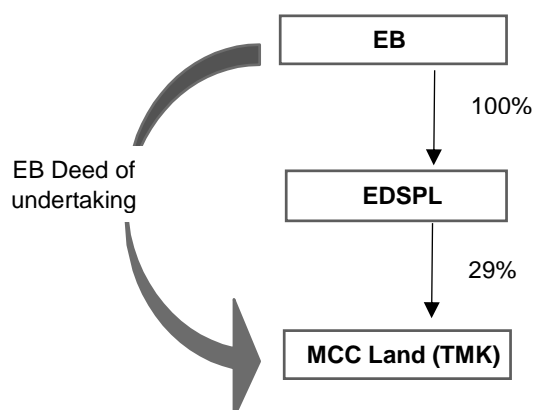 EB
100%
EB Deed of
undertaking
EDSPL
29%
MCC Land (TMK)